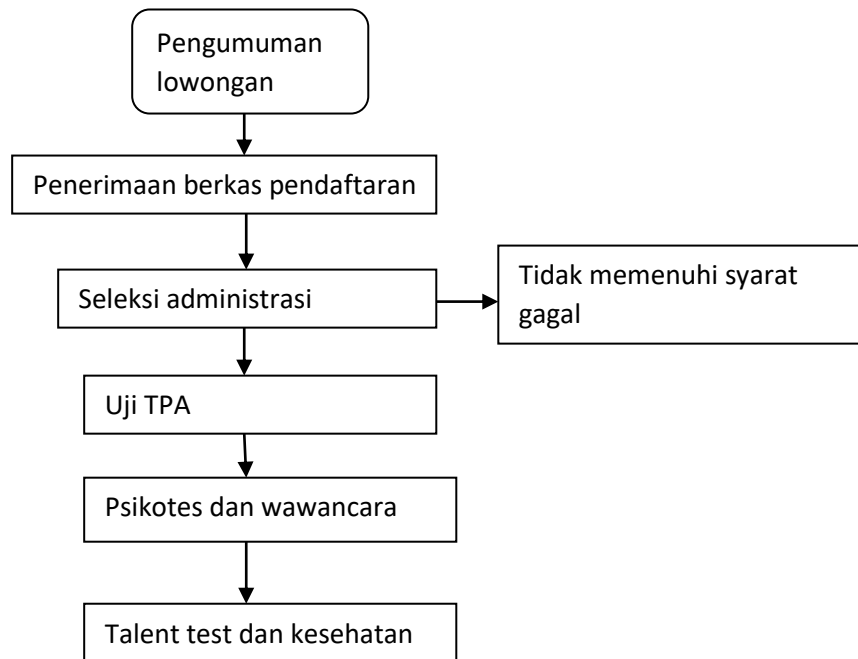 Pengumuman
lowongan
Penerimaan berkas pendaftaran
Seleksi administrasi
Tidak memenuhi syarat
gagal
Uji TPA
Psikotes dan wawancara
Talent test dan kesehatan